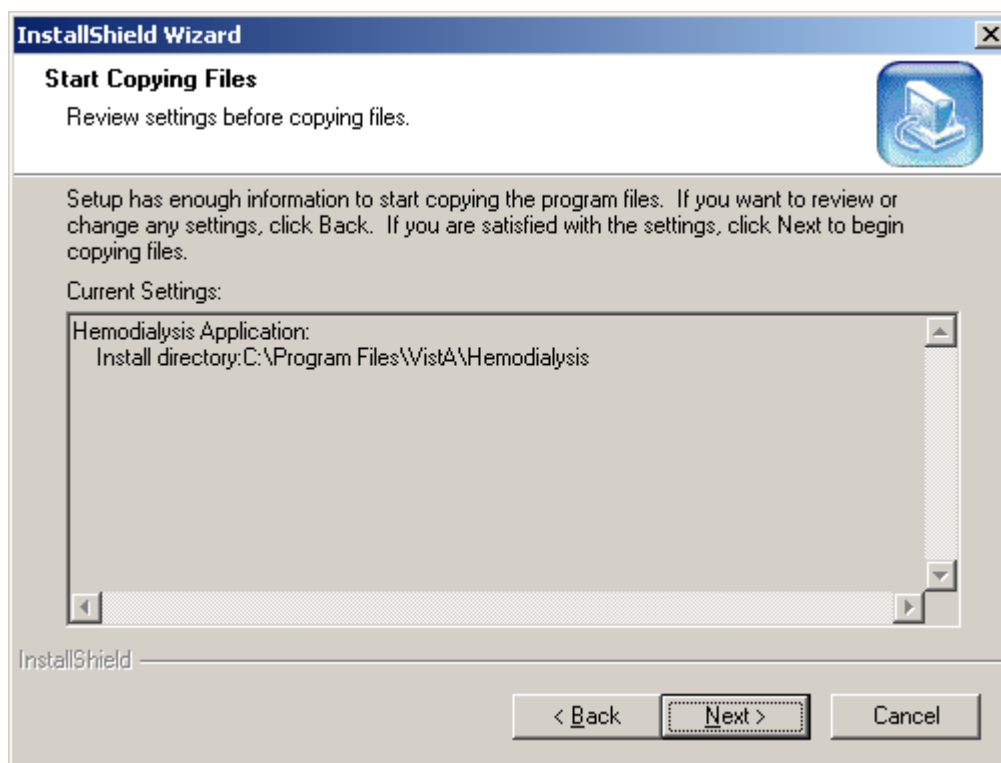 InstallShield Wizard
Start Copying Files
Review settings before copying files.
Setup has enough information to start copying the program files.  If you want to review or
change any settings, click Back.  If you are satisfied with the settings, click Next to begin
copying files.
Current Settings:
Hemodialysis Application:
Install directory:C:\Program Files\VistA\Hemodialysis
InstallShield
< Back
Next >
Cancel